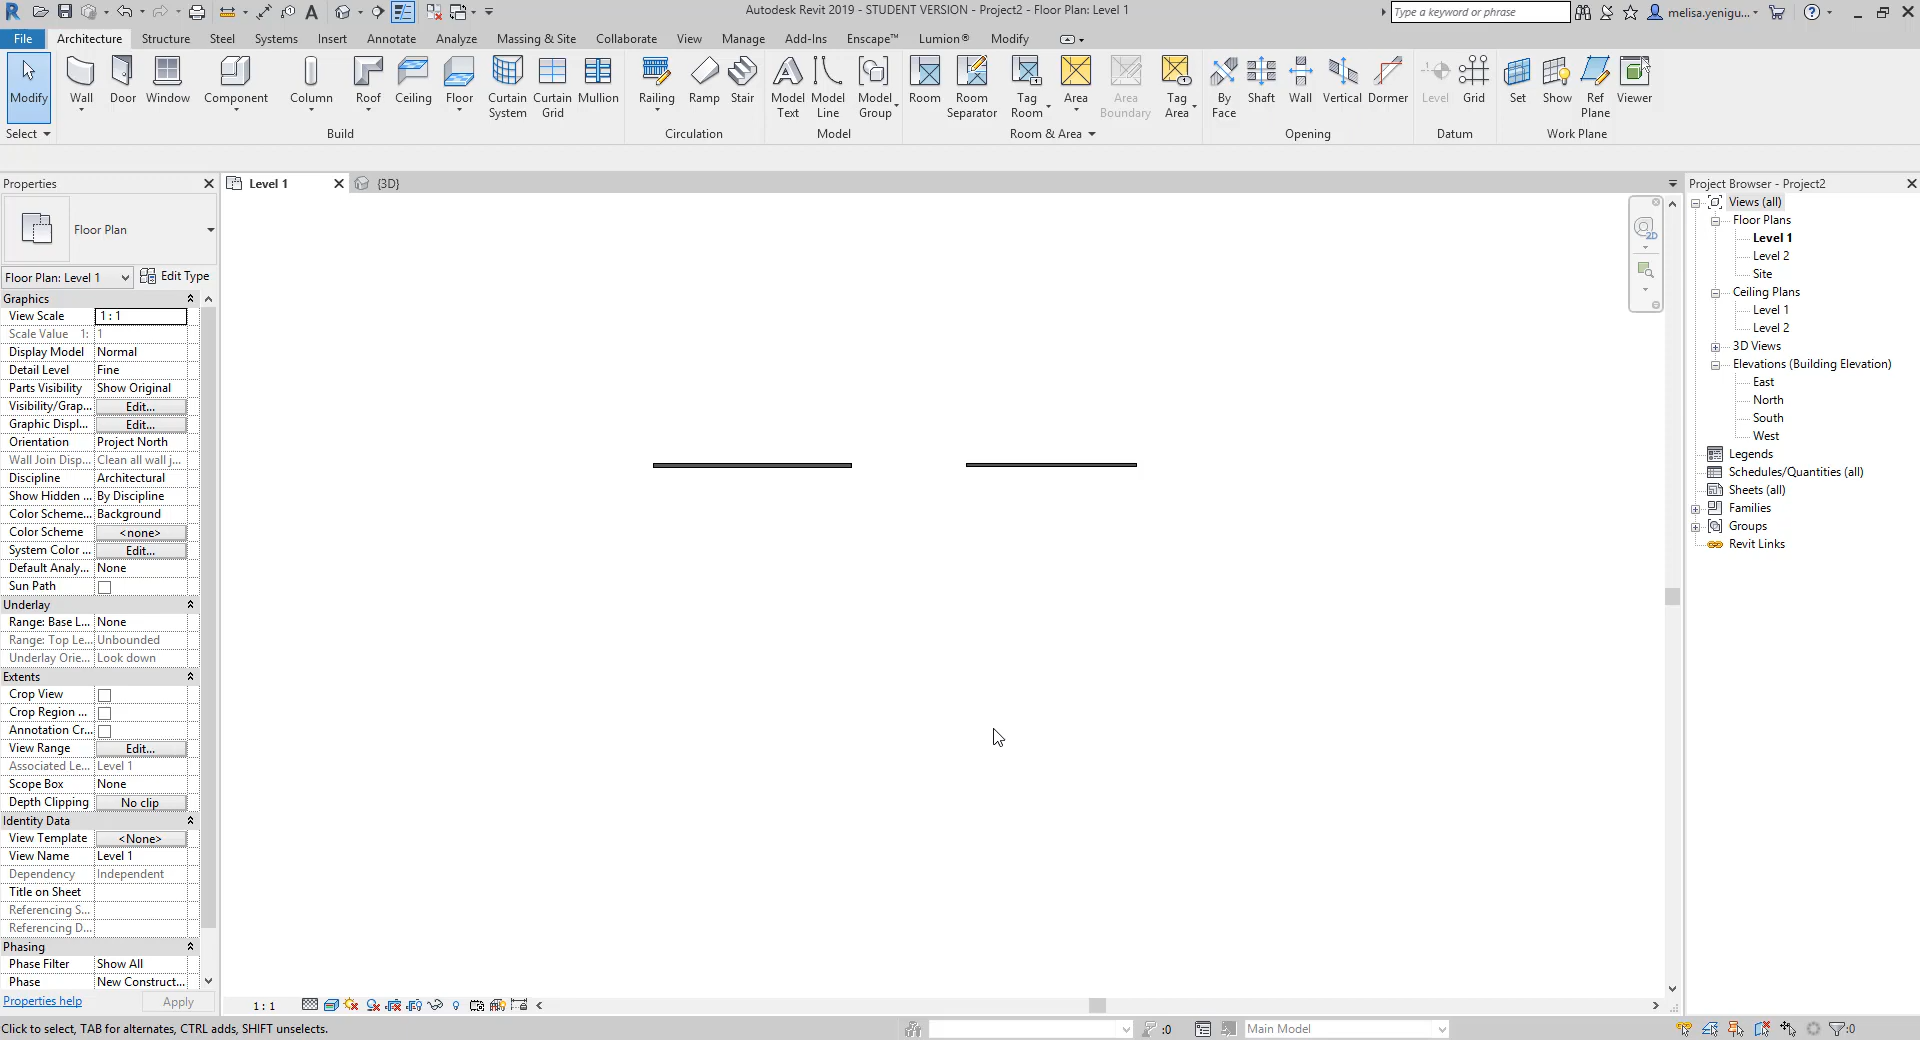 Autodesk Revit 2019 - STUDENT VERSION - Project2 - Floor Plan: Level 1
Type a keyword or phrase
melisa.yenigu...
File Architecture Structure Steel Systems Insert Annotate Analyze Massing & Site Collaborate View Manage Add-Ins Enscape™ Lumion® Modify
Modify Wall Door Window Component Column Roof Ceiling Floor Curtain System Curtain Grid Mullion Railing Ramp Stair Model Text Model Line Model Group Room Room Separator Tag Room Area Area Boundary Tag Area By Face Shaft Wall Vertical Dormer Level Grid Set Show Ref Plane Viewer
Select Build Circulation Model Room & Area Opening Datum Work Plane
Properties
Floor Plan
Floor Plan: Level 1 Edit Type
Graphics
View Scale 1 : 1
Scale Value 1: 1
Display Model Normal
Detail Level Fine
Parts Visibility Show Original
Visibility/Grap... Edit...
Graphic Displ... Edit...
Orientation Project North
Wall Join Disp... Clean all wall j...
Discipline Architectural
Show Hidden ... By Discipline
Color Scheme... Background
Color Scheme <none>
System Color ... Edit...
Default Analy... None
Sun Path
Underlay
Range: Base L... None
Range: Top Le... Unbounded
Underlay Orie... Look down
Extents
Crop View
Crop Region ...
Annotation Cr...
View Range Edit...
Associated Le... Level 1
Scope Box None
Depth Clipping No clip
Identity Data
View Template <None>
View Name Level 1
Dependency Independent
Title on Sheet
Referencing S...
Referencing D...
Phasing
Phase Filter Show All
Phase New Construct...
Properties help Apply
Level 1 {3D}
2D
1 : 1
Project Browser - Project2
Views (all)
Floor Plans
Level 1
Level 2
Site
Ceiling Plans
Level 1
Level 2
3D Views
Elevations (Building Elevation)
East
North
South
West
Legends
Schedules/Quantities (all)
Sheets (all)
Families
Groups
Revit Links
Click to select, TAB for alternates, CTRL adds, SHIFT unselects.
:0
Main Model
:0